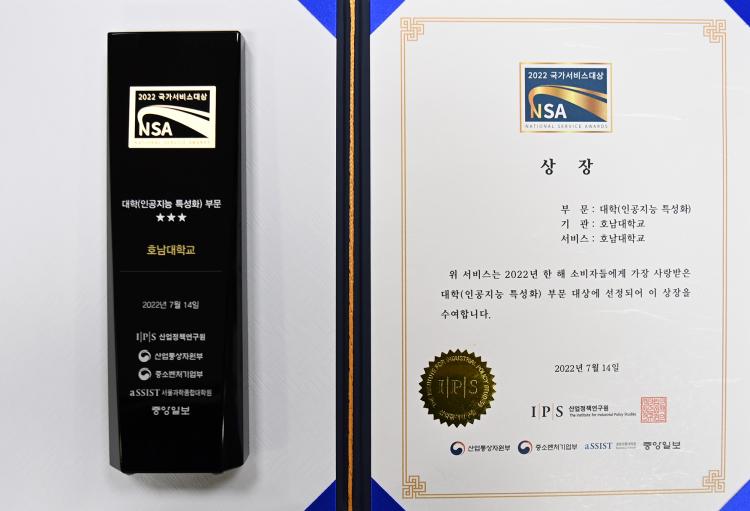 2022 국가서비스대상
NSA
NATIONAL SERVICE AWARDS
대학(인공지능 특성화) 부문
★★★
호남대학교
2022년 7월 14일
I|P|S 산업정책연구원
산업통상자원부
중소벤처기업부
aSSIST 서울과학종합대학원
중앙일보
2022 국가서비스대상
NSA
NATIONAL SERVICE AWARDS
상 장
부 문 : 대학(인공지능 특성화)
기 관 : 호남대학교
서비스 : 호남대학교
위 서비스는 2022년 한 해 소비자들에게 가장 사랑받은
대학(인공지능 특성화) 부문 대상에 선정되어 이 상장을
수여합니다.
2022년 7월 14일
THE INSTITUTE FOR INDUSTRIAL POLICY STUDIES
I|P|S
I|P|S 산업정책연구원
The Institute for Industrial Policy Studies
산업통상자원부 중소벤처기업부 aSSIST 중앙일보